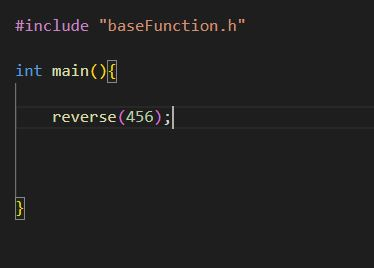 #include "baseFunction.h"
int main(){
reverse(456);
}